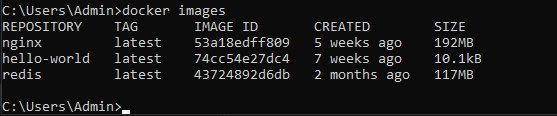 C:\Users\Admin>docker images
REPOSITORY    TAG       IMAGE ID       CREATED        SIZE
nginx         latest    53a18edff809   5 weeks ago    192MB
hello-world   latest    74cc54e27dc4   7 weeks ago    10.1kB
redis         latest    43724892d6db   2 months ago   117MB
C:\Users\Admin>